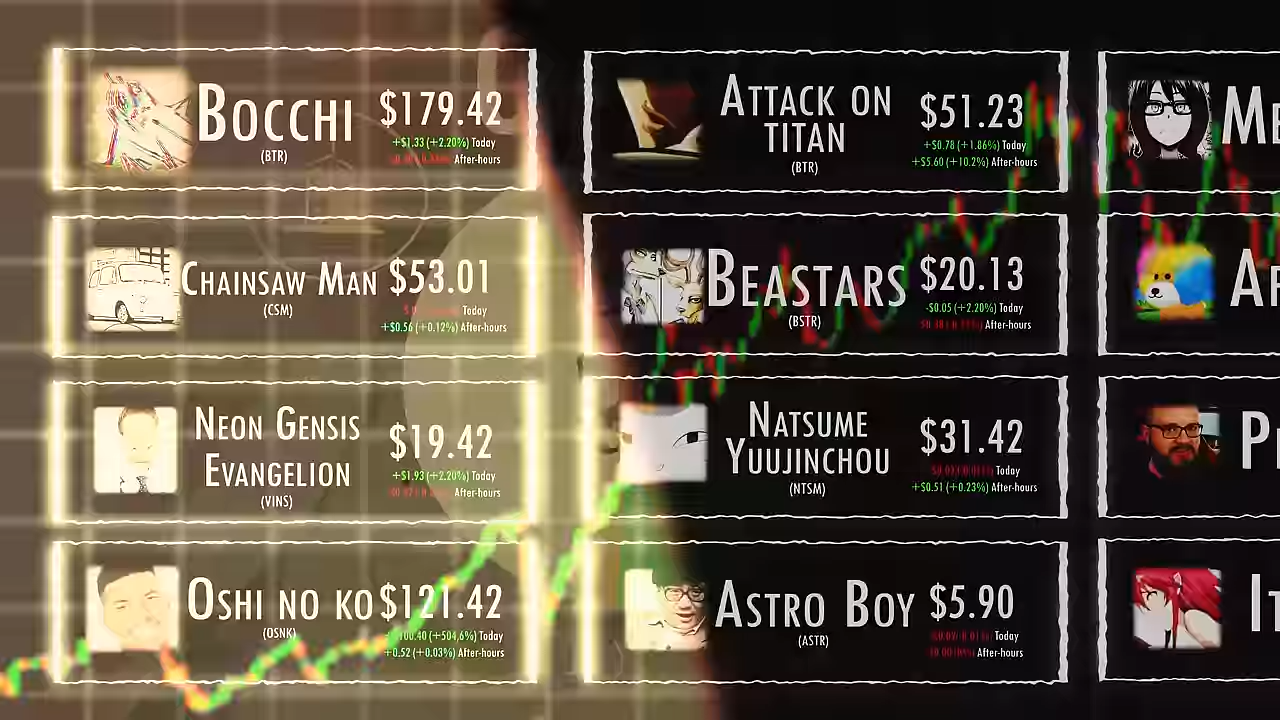 BOCCHI
(BTR)
$179.42
+$1.33 (+2.20%) Today
After-hours
CHAINSAW MAN
(CSM)
$53.01
Today
+$0.56 (+0.12%) After-hours
NEON GENSIS
EVANGELION
(VINS)
$19.42
+$1.93 (+2.20%) Today
After-hours
OSHI NO KO
(OSNK)
$121.42
(+504,6%) Today
+0.52 (+0.03%) After-hours
ATTACK ON
TITAN
(BTR)
$51.23
+$0.78 (+1.86%) Today
+$5.60 (+10.2%) After-hours
BEASTARS
(BSTR)
$20.13
-$0.05 (+2.20%) Today
After-hours
NATSUME
YUUJINCHOU
(NTSM)
$31.42
Today
+$0.51 (+0.23%) After-hours
ASTRO BOY
(ASTR)
$5.90
Today
After-hours